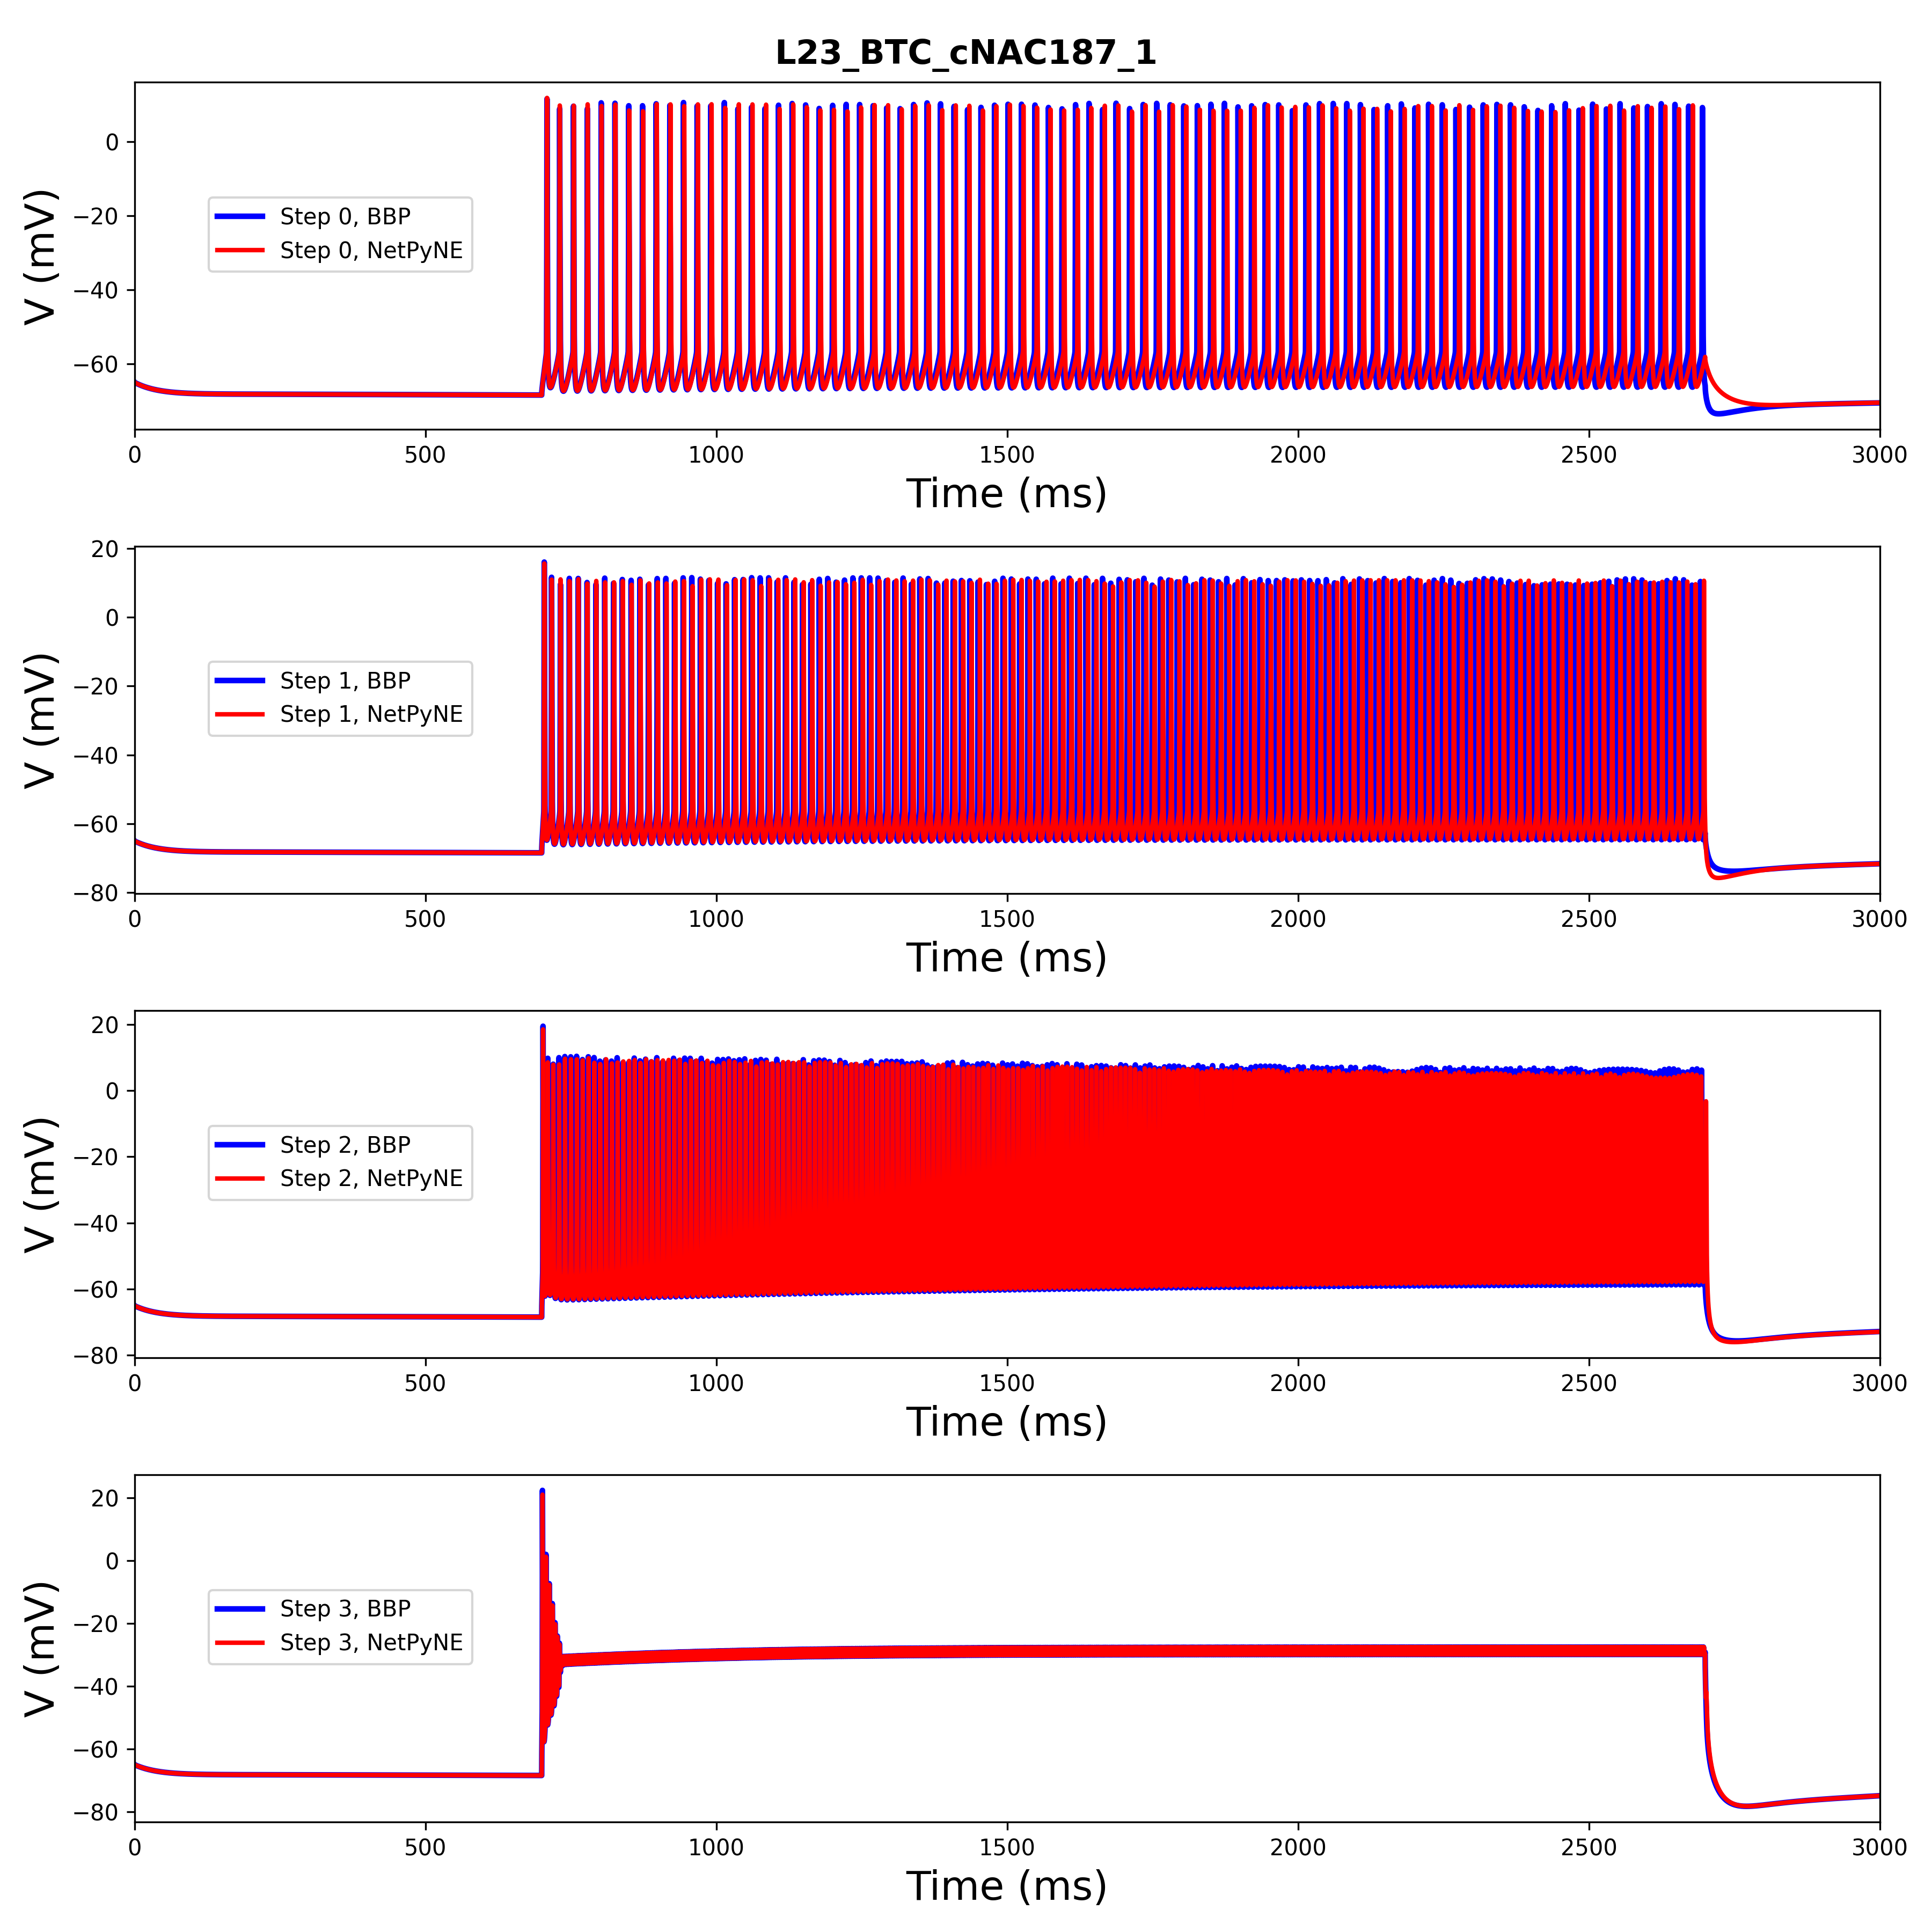 L23_BTC_cNAC187_1
0
−20
−40
−60
V (mV)
Step 0, BBP
Step 0, NetPyNE
0 500 1000 1500 2000 2500 3000
Time (ms)
20
0
−20
−40
−60
−80
V (mV)
Step 1, BBP
Step 1, NetPyNE
0 500 1000 1500 2000 2500 3000
Time (ms)
20
0
−20
−40
−60
−80
V (mV)
Step 2, BBP
Step 2, NetPyNE
0 500 1000 1500 2000 2500 3000
Time (ms)
20
0
−20
−40
−60
−80
V (mV)
Step 3, BBP
Step 3, NetPyNE
0 500 1000 1500 2000 2500 3000
Time (ms)